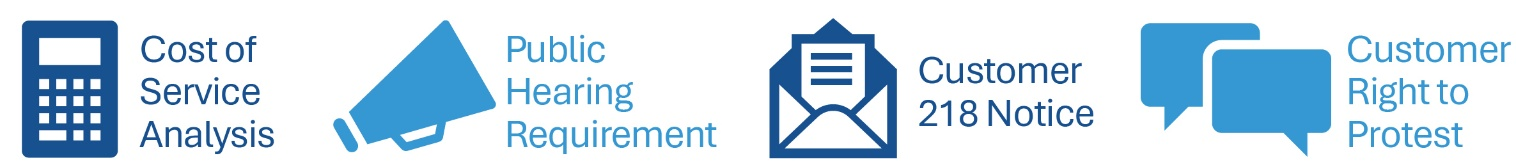 Cost of
Service
Analysis
Public
Hearing
Requirement
Customer
218 Notice
Customer
Right to
Protest